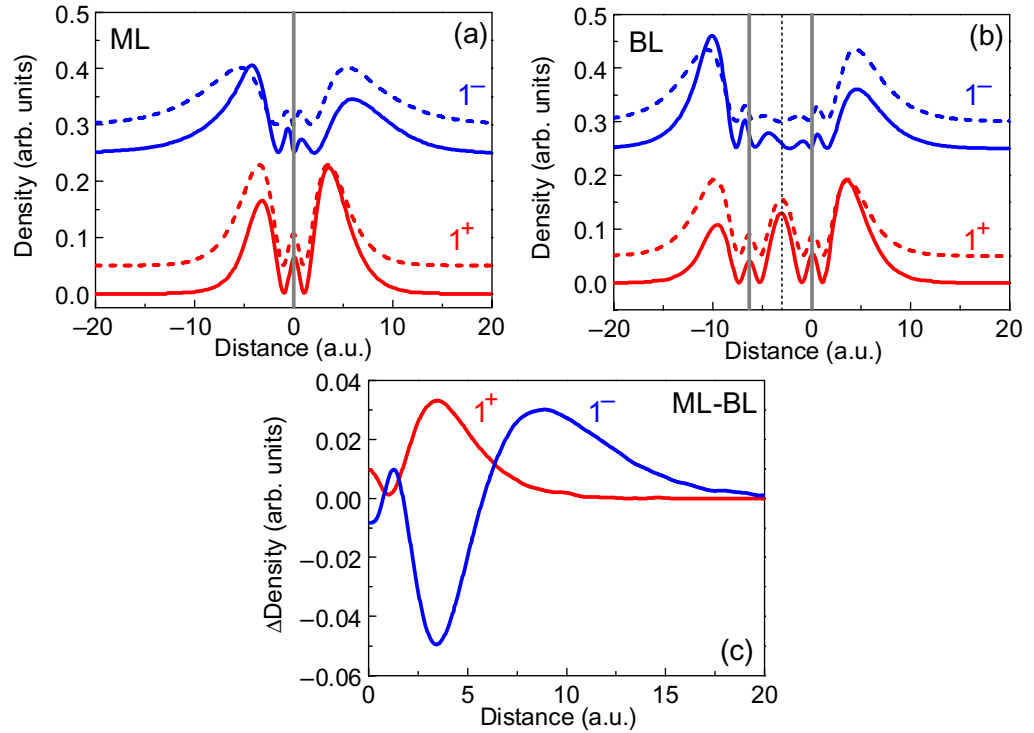 ML
(a)
1⁻
1⁺
0.5
0.4
0.3
0.2
0.1
0.0
Density (arb. units)
−20 −10 0 10 20
Distance (a.u.)
BL
(b)
1⁻
1⁺
0.5
0.4
0.3
0.2
0.1
0.0
Density (arb. units)
−20 −10 0 10 20
Distance (a.u.)
1⁺
1⁻
ML-BL
(c)
0.04
0.02
0.00
−0.02
−0.04
−0.06
ΔDensity (arb. units)
0 5 10 15 20
Distance (a.u.)